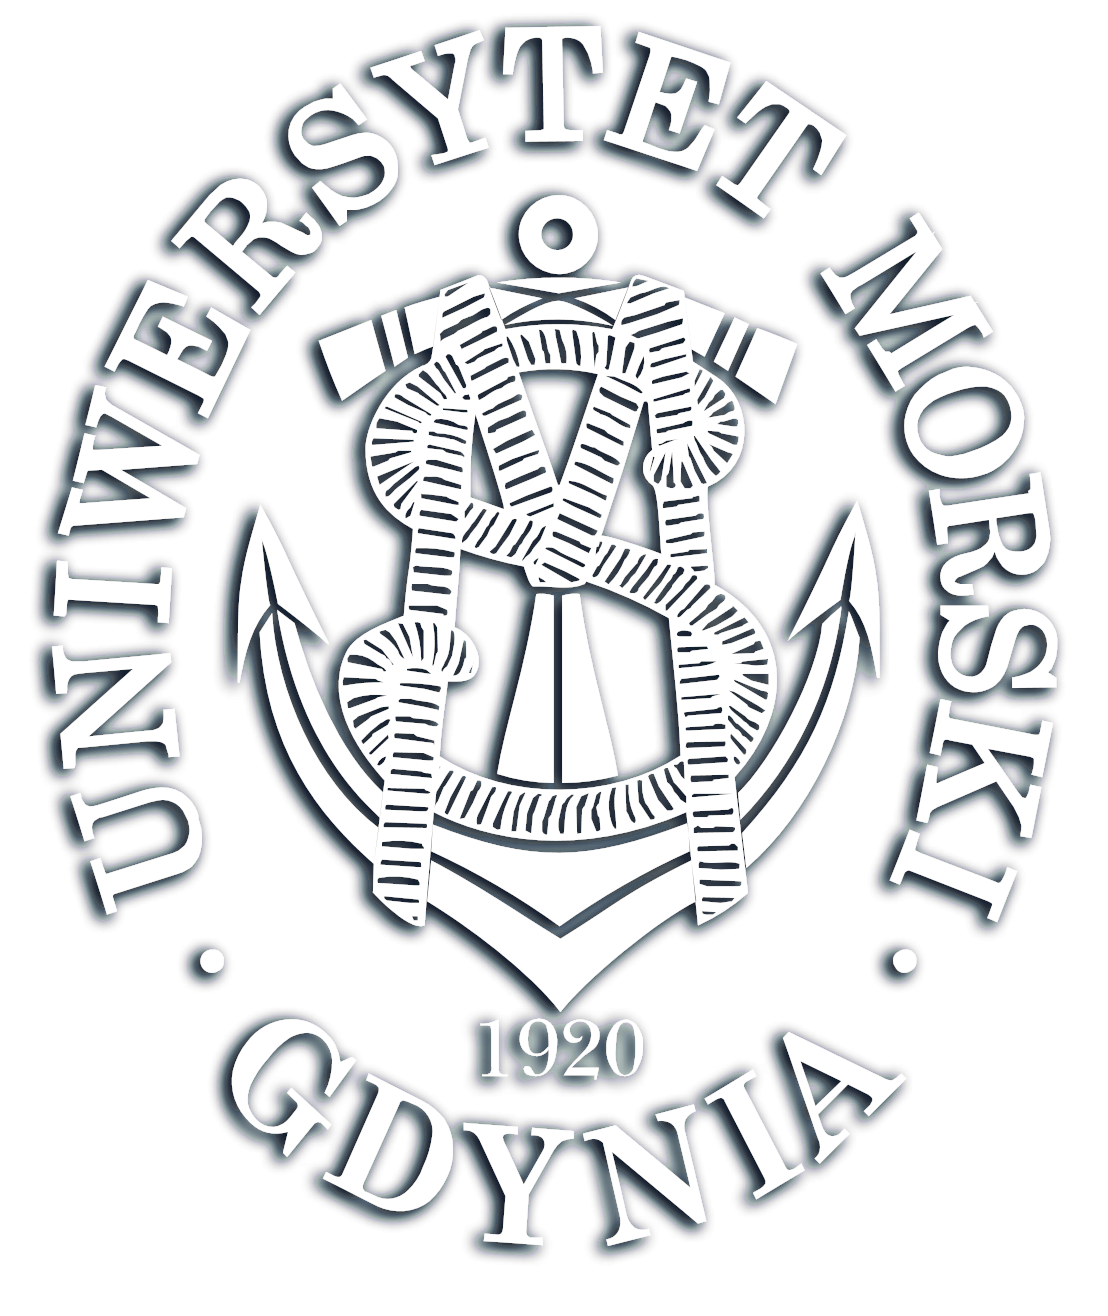 UNIWERSYTET MORSKI
1920
· GDYNIA ·